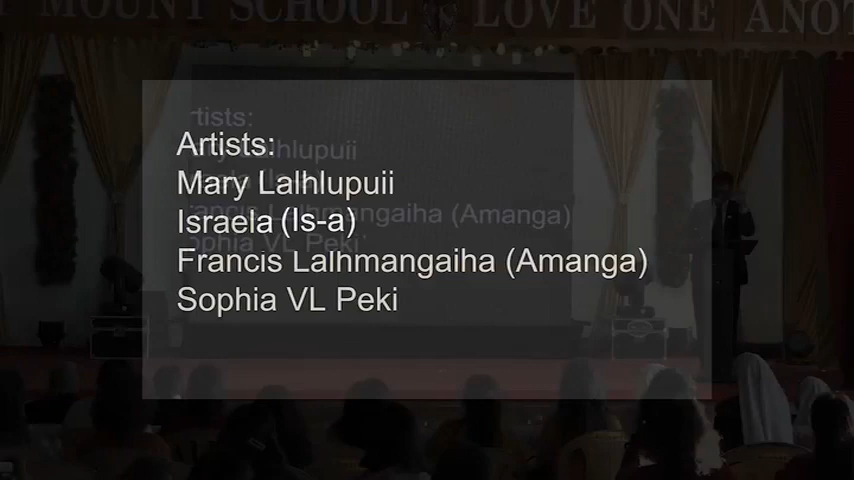 MOUNT SCHOOL LOVE ONE ANOT
Artists:
Mary Lalhlupuii
Israela (Is-a)
Francis Lalhmangaiha (Amanga)
Sophia VL Peki